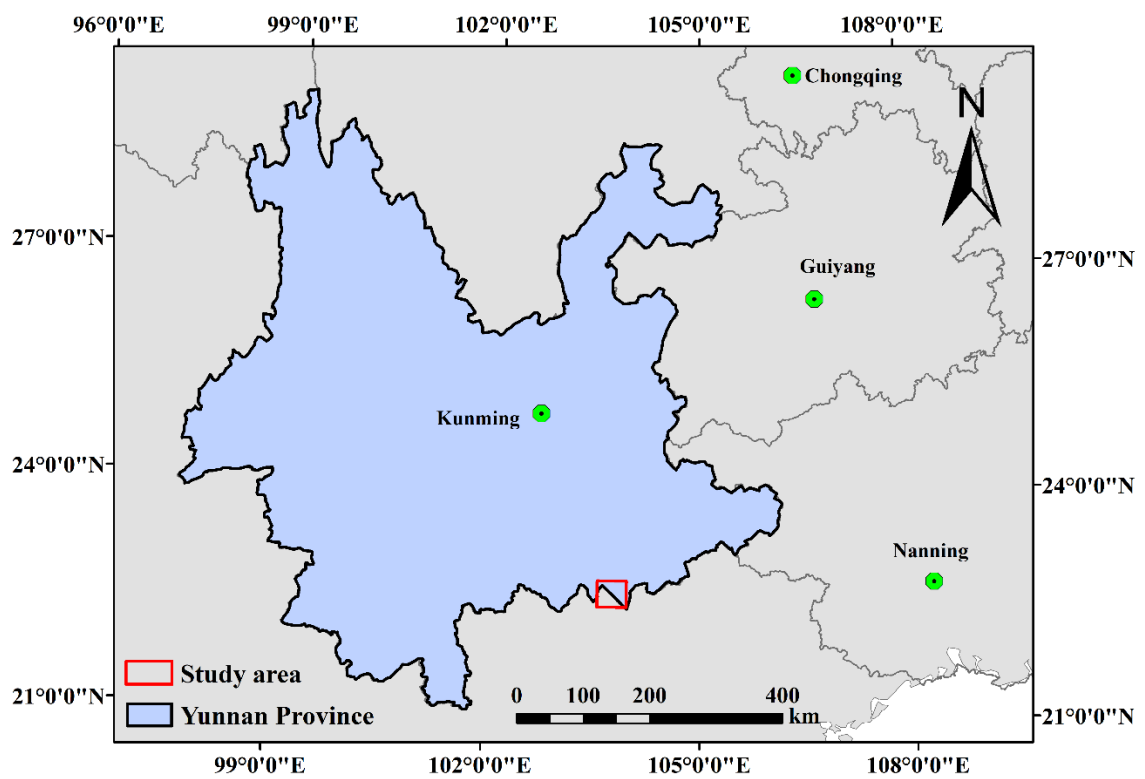 96°0'0"E 99°0'0"E 102°0'0"E 105°0'0"E 108°0'0"E
Chongqing
N
27°0'0"N
27°0'0"N
Guiyang
Kunming
24°0'0"N
24°0'0"N
Nanning
Study area
Yunnan Province
0 100 200 400
km
21°0'0"N
21°0'0"N
99°0'0"E 102°0'0"E 105°0'0"E 108°0'0"E